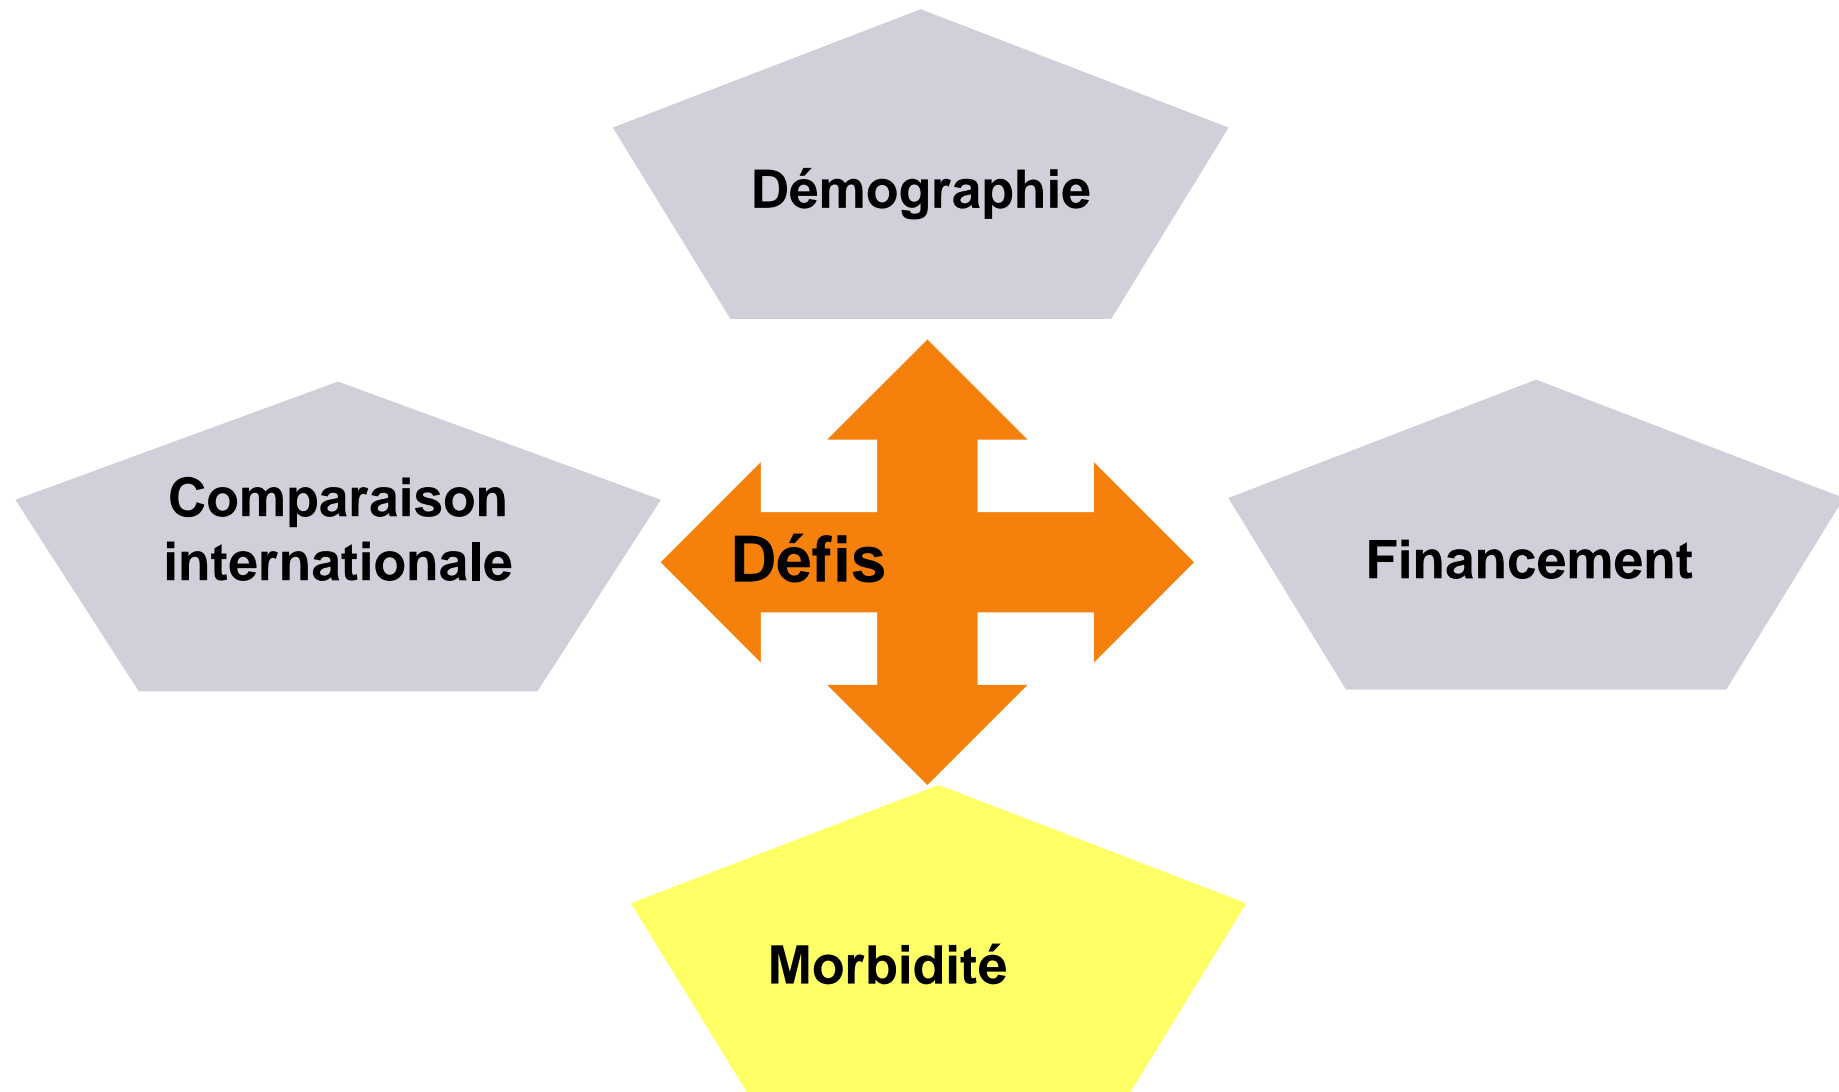 Démographie
Comparaison
internationale
Défis
Financement
Morbidité